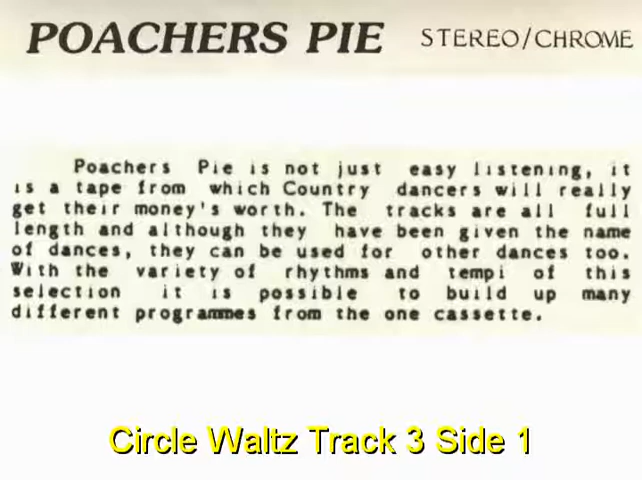 POACHERS PIE STEREO/CHROME
Poachers Pie is not just easy listening, it
is a tape from which Country dancers will really
get their money's worth. The tracks are all full
length and although they have been given the name
of dances, they can be used for other dances too.
With the variety of rhythms and tempi of this
selection it is possible to build up many
different programmes from the one cassette.
Circle Waltz Track 3 Side 1